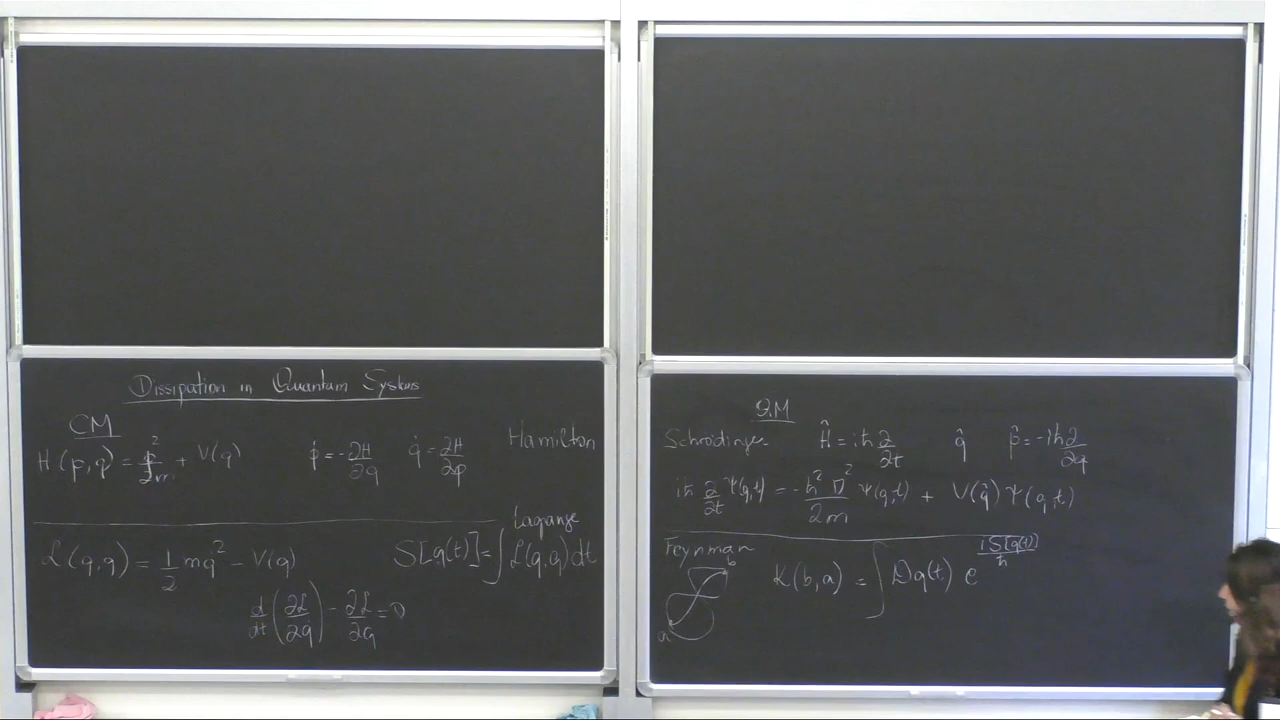 Dissipation in Quantum Systems
CM
H(p,q) = p²/2m + V(q)    ṗ = -∂H/∂q    q̇ = ∂H/∂p    Hamilton
Lagrange
ℒ(q,q̇) = 1/2 mq̇² - V(q)    S[q(t)] = ∫ ℒ(q,q̇) dt
d/dt (∂ℒ/∂q̇) - ∂ℒ/∂q = 0
Q.M
Schrödinger    Ĥ = iħ ∂/∂t    q̂    p̂ = -iħ ∂/∂q
iħ ∂/∂t Ψ(q,t) = -ħ²∇²/2m Ψ(q,t) + V(q̂) Ψ(q,t)
Feynman
b
K(b,a) = ∫ Dq(t) e^{iS[q(t)]/ħ}
a